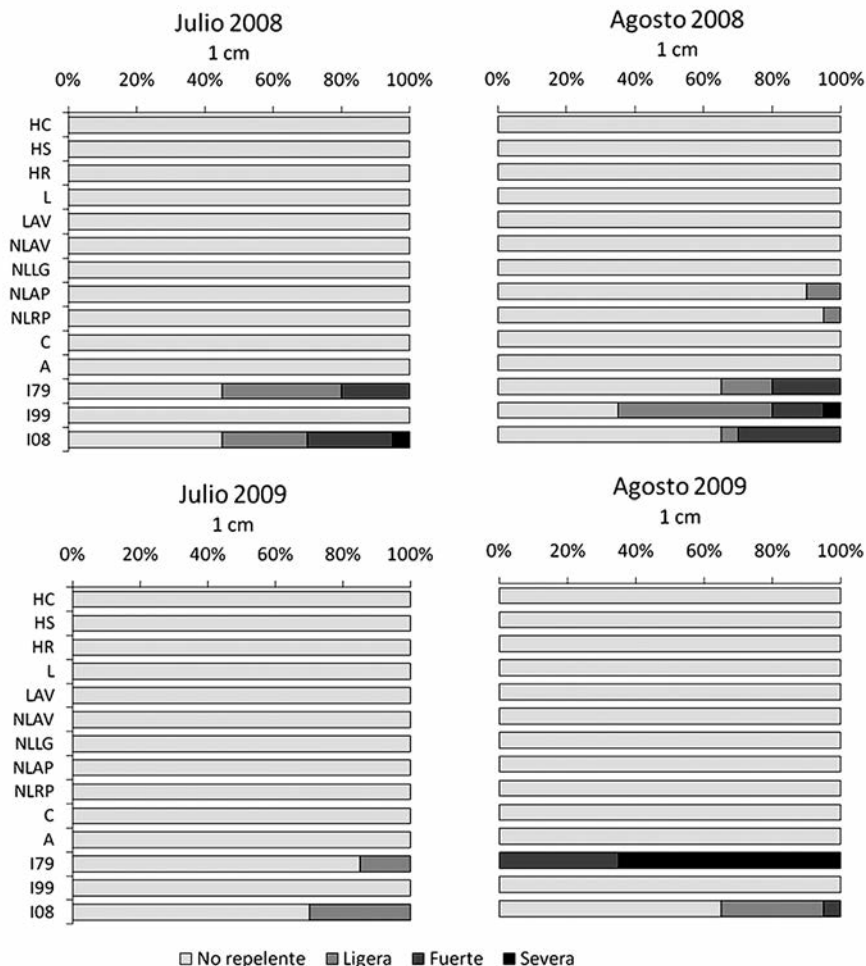 Julio 2008
1 cm
0% 20% 40% 60% 80% 100%
HC
HS
HR
L
LAV
NLAV
NLLG
NLAP
NLRP
C
A
I79
I99
I08
Agosto 2008
1 cm
0% 20% 40% 60% 80% 100%
Julio 2009
1 cm
0% 20% 40% 60% 80% 100%
HC
HS
HR
L
LAV
NLAV
NLLG
NLAP
NLRP
C
A
I79
I99
I08
Agosto 2009
1 cm
0% 20% 40% 60% 80% 100%
No repelente Ligera Fuerte Severa